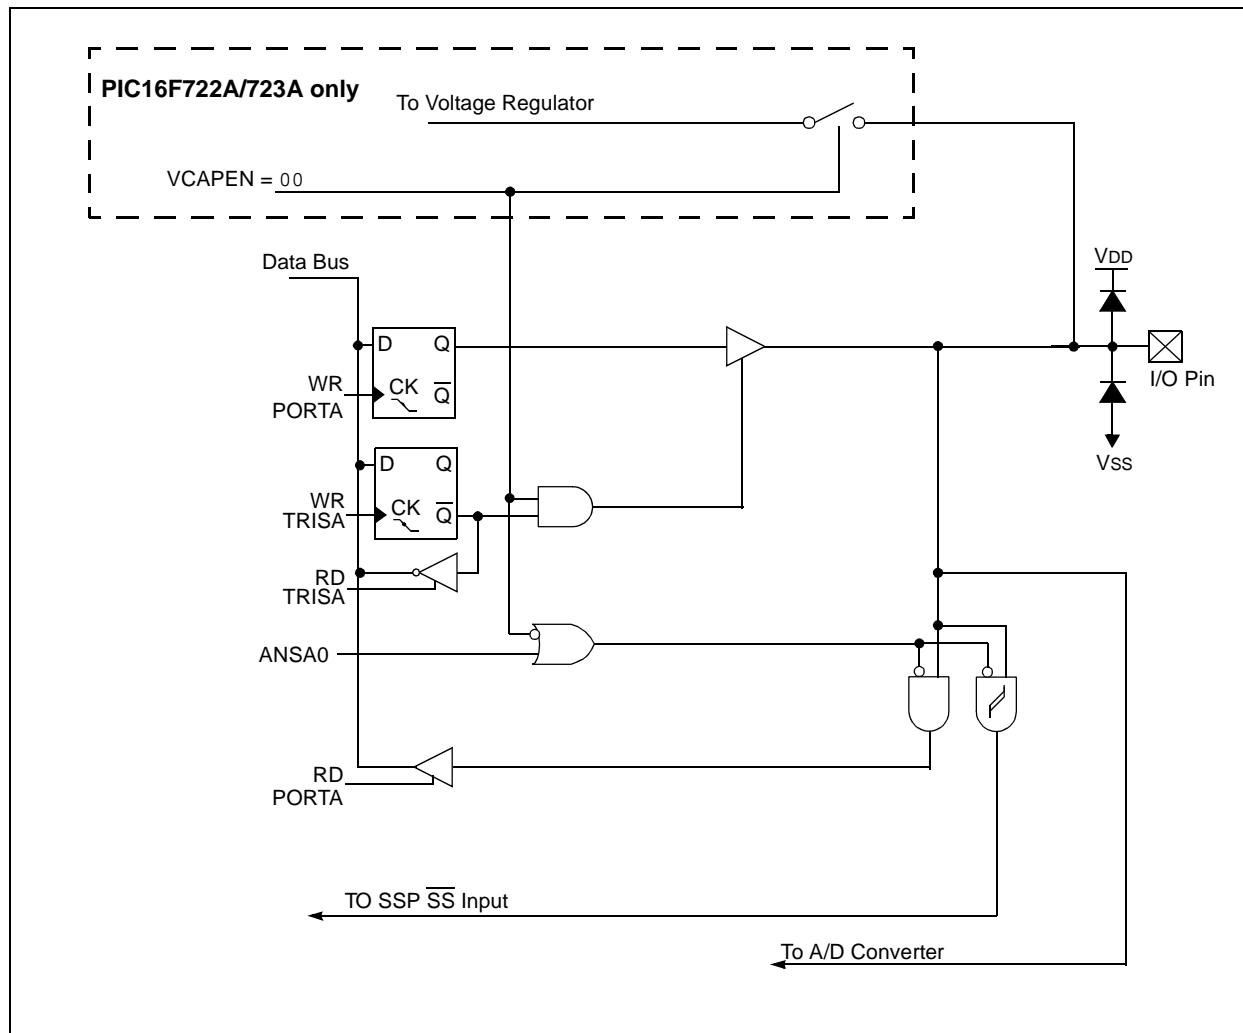 PIC16F722A/723A only
To Voltage Regulator
VCAPEN = 00
Data Bus
VDD
D Q
WR
PORTA
CK Q
I/O Pin
VSS
D Q
WR
TRISA
CK Q
RD
TRISA
ANSA0
RD
PORTA
TO SSP SS Input
To A/D Converter